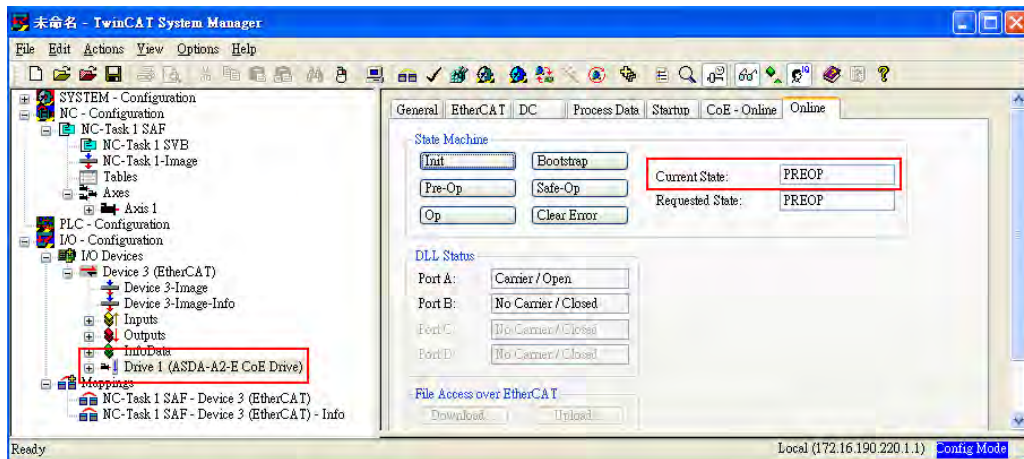 未命名 - TwinCAT System Manager
File Edit Actions View Options Help
SYSTEM - Configuration
NC - Configuration
NC-Task 1 SAF
NC-Task 1 SVB
NC-Task 1-Image
Tables
Axes
Axis 1
PLC - Configuration
I/O - Configuration
I/O Devices
Device 3 (EtherCAT)
Device 3-Image
Device 3-Image-Info
Inputs
Outputs
InfoData
Drive 1 (ASDA-A2-E CoE Drive)
Mappings
NC-Task 1 SAF - Device 3 (EtherCAT)
NC-Task 1 SAF - Device 3 (EtherCAT) - Info
General EtherCAT DC Process Data Startup CoE - Online Online
State Machine
Init Bootstrap
Pre-Op Safe-Op
Op Clear Error
Current State: PREOP
Requested State: PREOP
DLL Status
Port A: Carrier / Open
Port B: No Carrier / Closed
Port C: No Carrier / Closed
Port D: No Carrier / Closed
File Access over EtherCAT
Download... Upload...
Ready Local (172.16.190.220.1.1) Config Mode